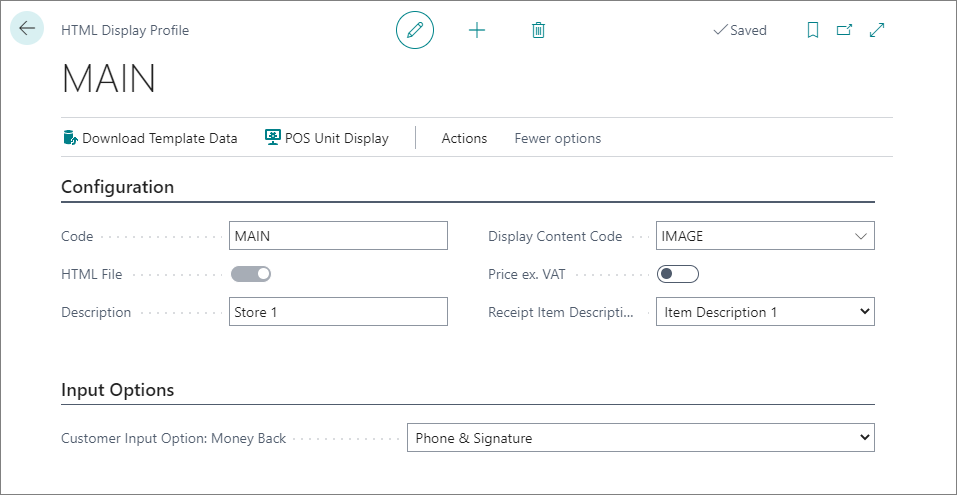 HTML Display Profile
Saved
MAIN
Download Template Data
POS Unit Display
Actions
Fewer options
Configuration
Code
MAIN
Display Content Code
IMAGE
HTML File
Price ex. VAT
Description
Store 1
Receipt Item Descripti...
Item Description 1
Input Options
Customer Input Option: Money Back
Phone & Signature